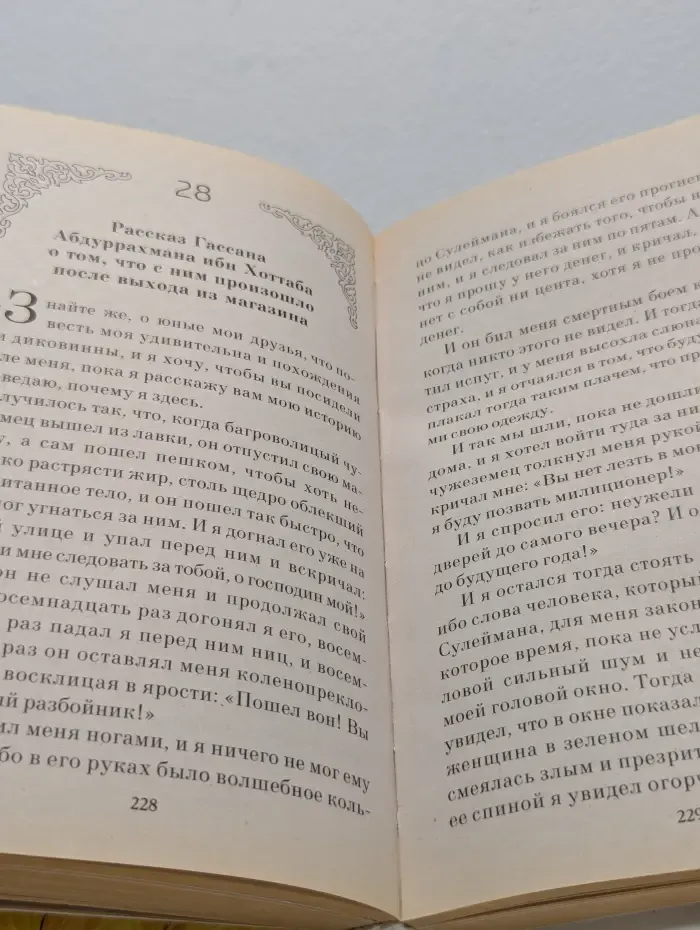 28
Рассказ Гассана
Абдуррахмана ибн Хоттаба
о том, что с ним произошло
после выхода из магазина
Знайте же, о юные мои друзья, что по-
весть моя удивительна и похождения
диковинны, и я хочу, чтобы вы посидели
ле меня, пока я расскажу вам мою историю
ведаю, почему я здесь.
лучилось так, что, когда багроволицый чу-
мец вышел из лавки, он отпустил свою ма-
у, а сам пошел пешком, чтобы хоть не-
ко растрясти жир, столь щедро облекший
итанное тело, и он пошел так быстро, что
ог угнаться за ним. И я догнал его уже на
й улице и упал перед ним и вскричал:
и мне следовать за тобой, о господин мой!»
он не слушал меня и продолжал свой
осемнадцать раз догонял я его, восем-
раз падал я перед ним ниц, и восем-
раз он оставлял меня коленопрекло-
восклицая в ярости: «Пошел вон! Вы
ий разбойник!»
ил меня ногами, и я ничего не мог ему
бо в его руках было волшебное коль-
228
цо Сулеймана, и я боялся его прогнев
не видел, как избежать того, чтобы н
ним, и я следовал за ним по пятам. А
что я прошу у него денег, и кричал,
нет с собой ни цента, хотя я не про
денег.
И он бил меня смертным боем в
когда никто этого не видел. И тогда
тил испуг, и у меня высохла слюн
страха, и я отчаялся в том, что буду
плакал тогда таким плачем, что пр
ми свою одежду.
И так мы шли, пока не дошли
дома, и я хотел войти туда за ни
чужеземец толкнул меня рукой
кричал мне: «Вы нет лезть в мой
я буду позвать милиционер!»
И я спросил его: неужели
дверей до самого вечера? И о
до будущего года!»
И я остался тогда стоять
ибо слова человека, который
Сулеймана, для меня закон
которое время, пока не усл
ловой сильный шум и не
моей головой окно. Тогда
увидел, что в окне показал
женщина в зеленом шел
смеялась злым и презрит
ее спиной я увидел огорч
229